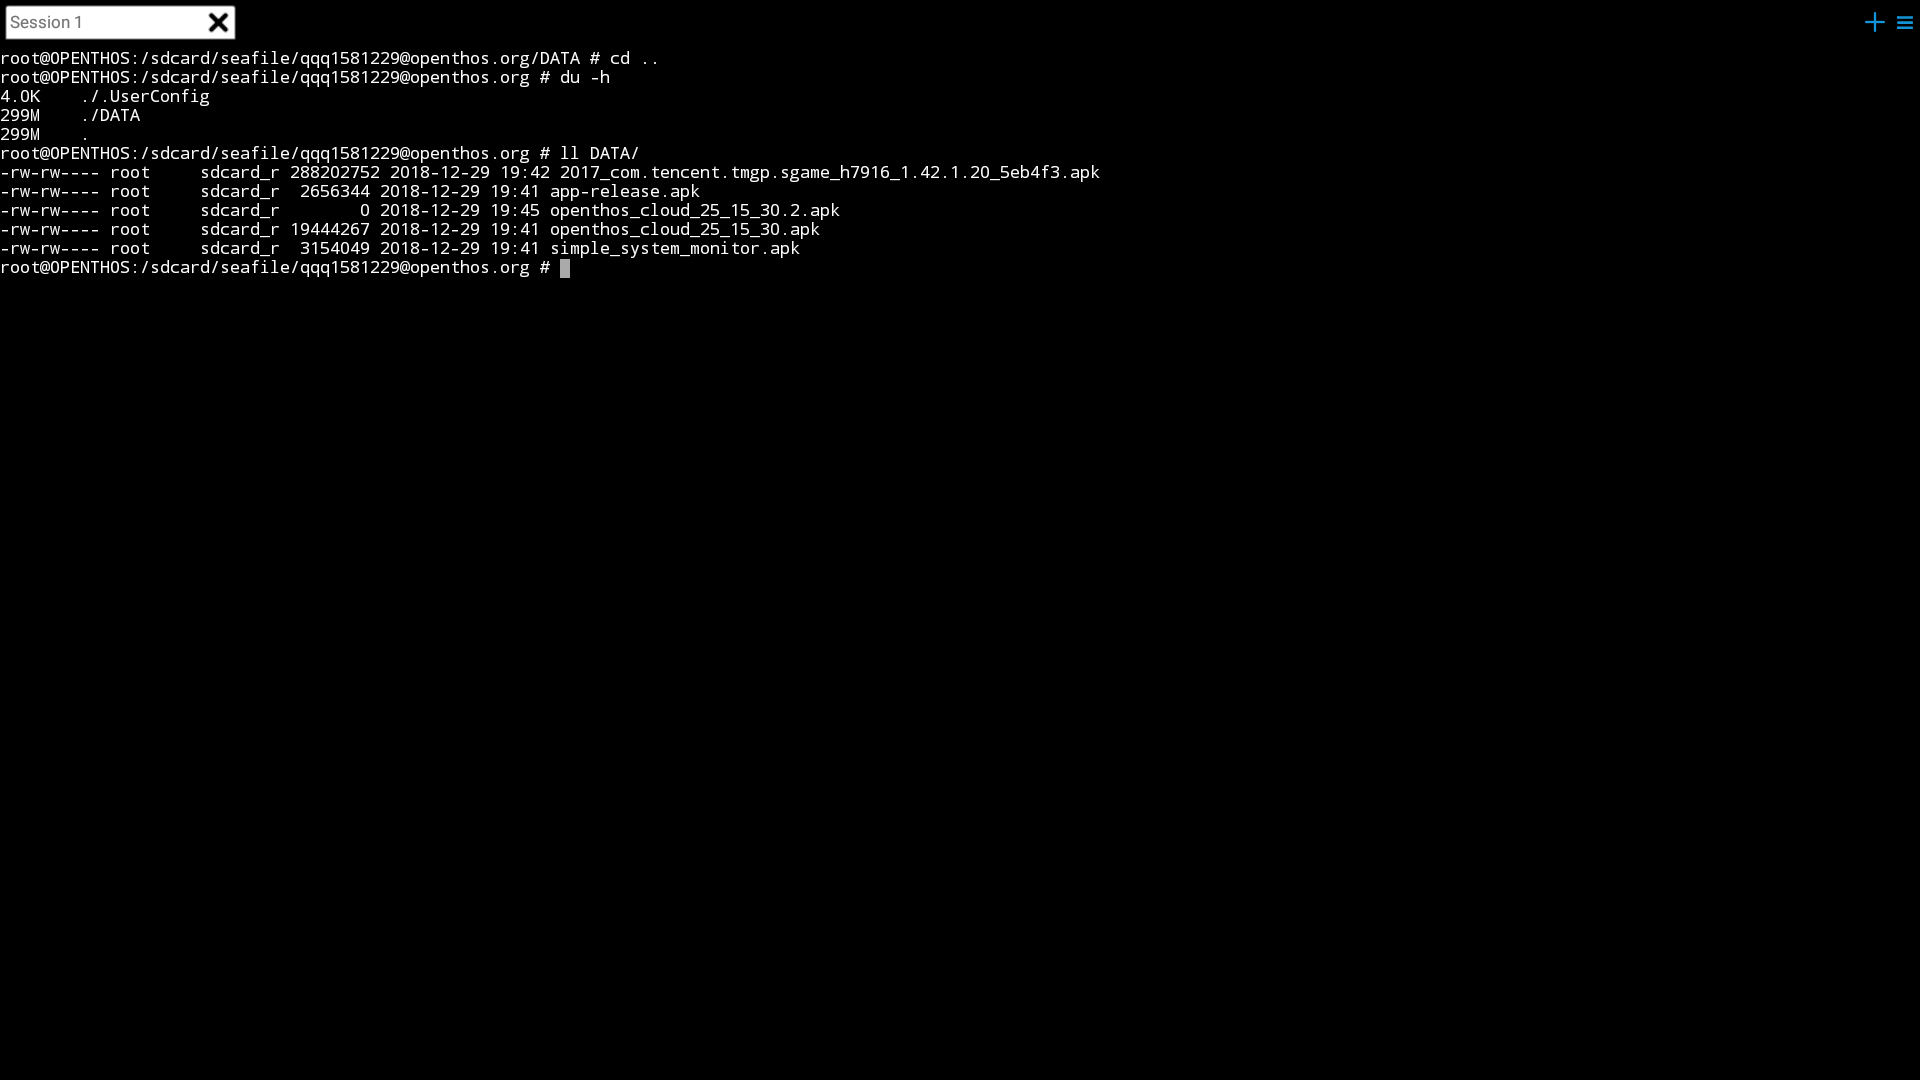 Session 1
root@OPENTHOS:/sdcard/seafile/qqq1581229@openthos.org/DATA # cd ..
root@OPENTHOS:/sdcard/seafile/qqq1581229@openthos.org # du -h
4.0K    ./.UserConfig
299M    ./DATA
299M    .
root@OPENTHOS:/sdcard/seafile/qqq1581229@openthos.org # ll DATA/
-rw-rw---- root     sdcard_r 288202752 2018-12-29 19:42 2017_com.tencent.tmgp.sgame_h7916_1.42.1.20_5eb4f3.apk
-rw-rw---- root     sdcard_r  2656344 2018-12-29 19:41 app-release.apk
-rw-rw---- root     sdcard_r        0 2018-12-29 19:45 openthos_cloud_25_15_30.2.apk
-rw-rw---- root     sdcard_r 19444267 2018-12-29 19:41 openthos_cloud_25_15_30.apk
-rw-rw---- root     sdcard_r  3154049 2018-12-29 19:41 simple_system_monitor.apk
root@OPENTHOS:/sdcard/seafile/qqq1581229@openthos.org #